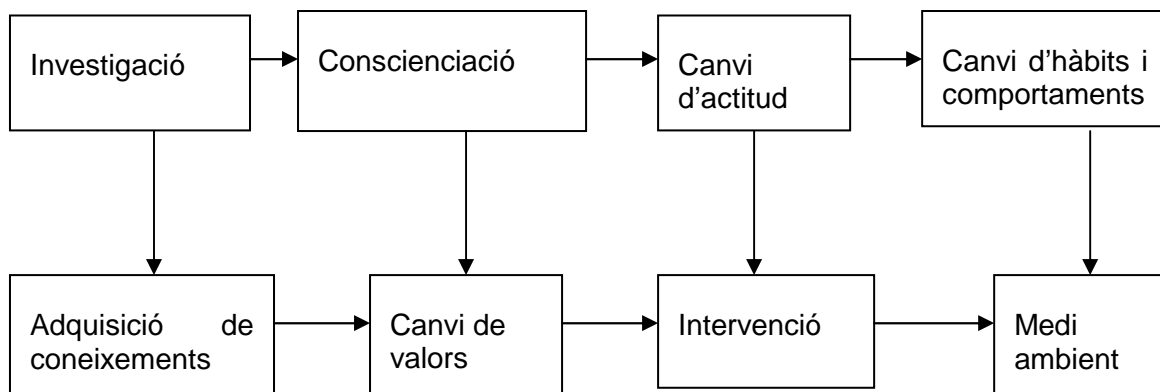 Investigació
Conscienciació
Canvi
d'actitud
Canvi d'hàbits i
comportaments
Adquisició de
coneixements
Canvi de
valors
Intervenció
Medi
ambient